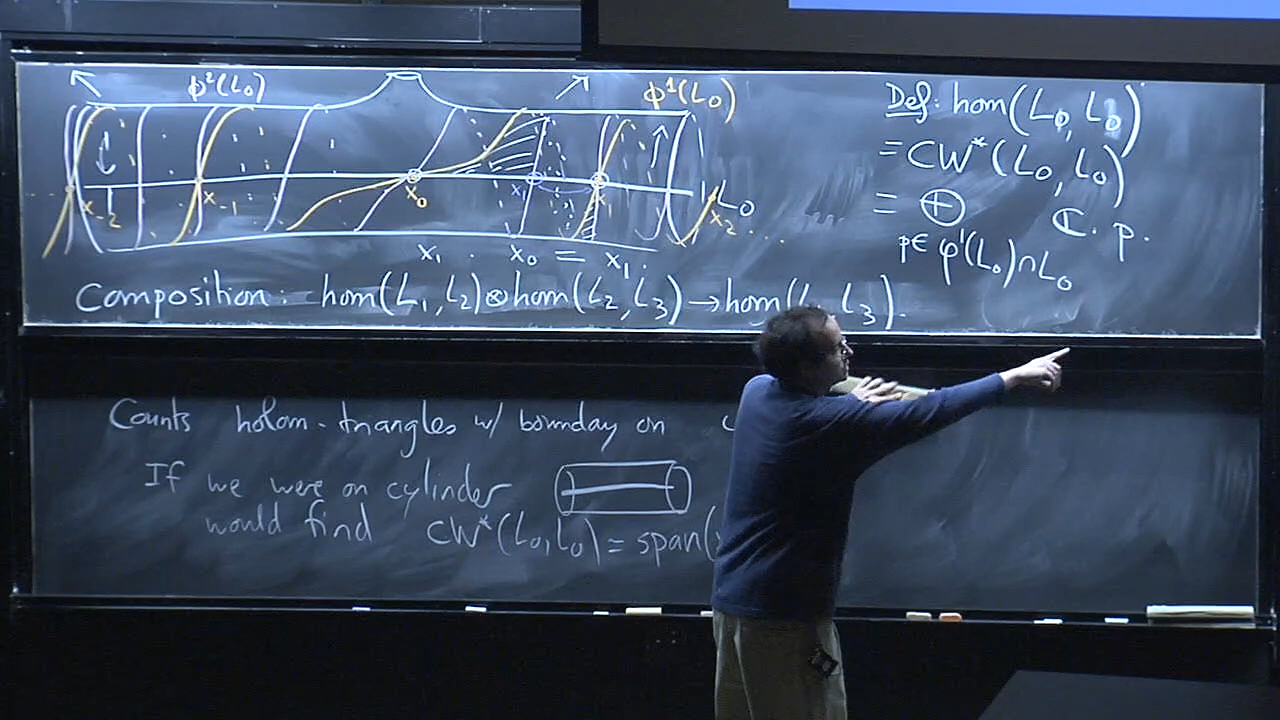 ϕ²(L₀)
ϕ¹(L₀)
x₋₂
x₋₁
x₀
x₁
x₂
L₀
x₁ · x₀ = x₁.
Composition: hom(L₁, L₂) ⊗ hom(L₂, L₃) → hom( L₃).
Def: hom(L₀, L₀)
= CW*(L₀, L₀)
= ⊕ ℂ. p.
p∈ φ¹(L₀)∩L₀
Counts holom. triangles w/ bounday on
If we were on cylinder
would find CW*(L₀, L₀) = span(